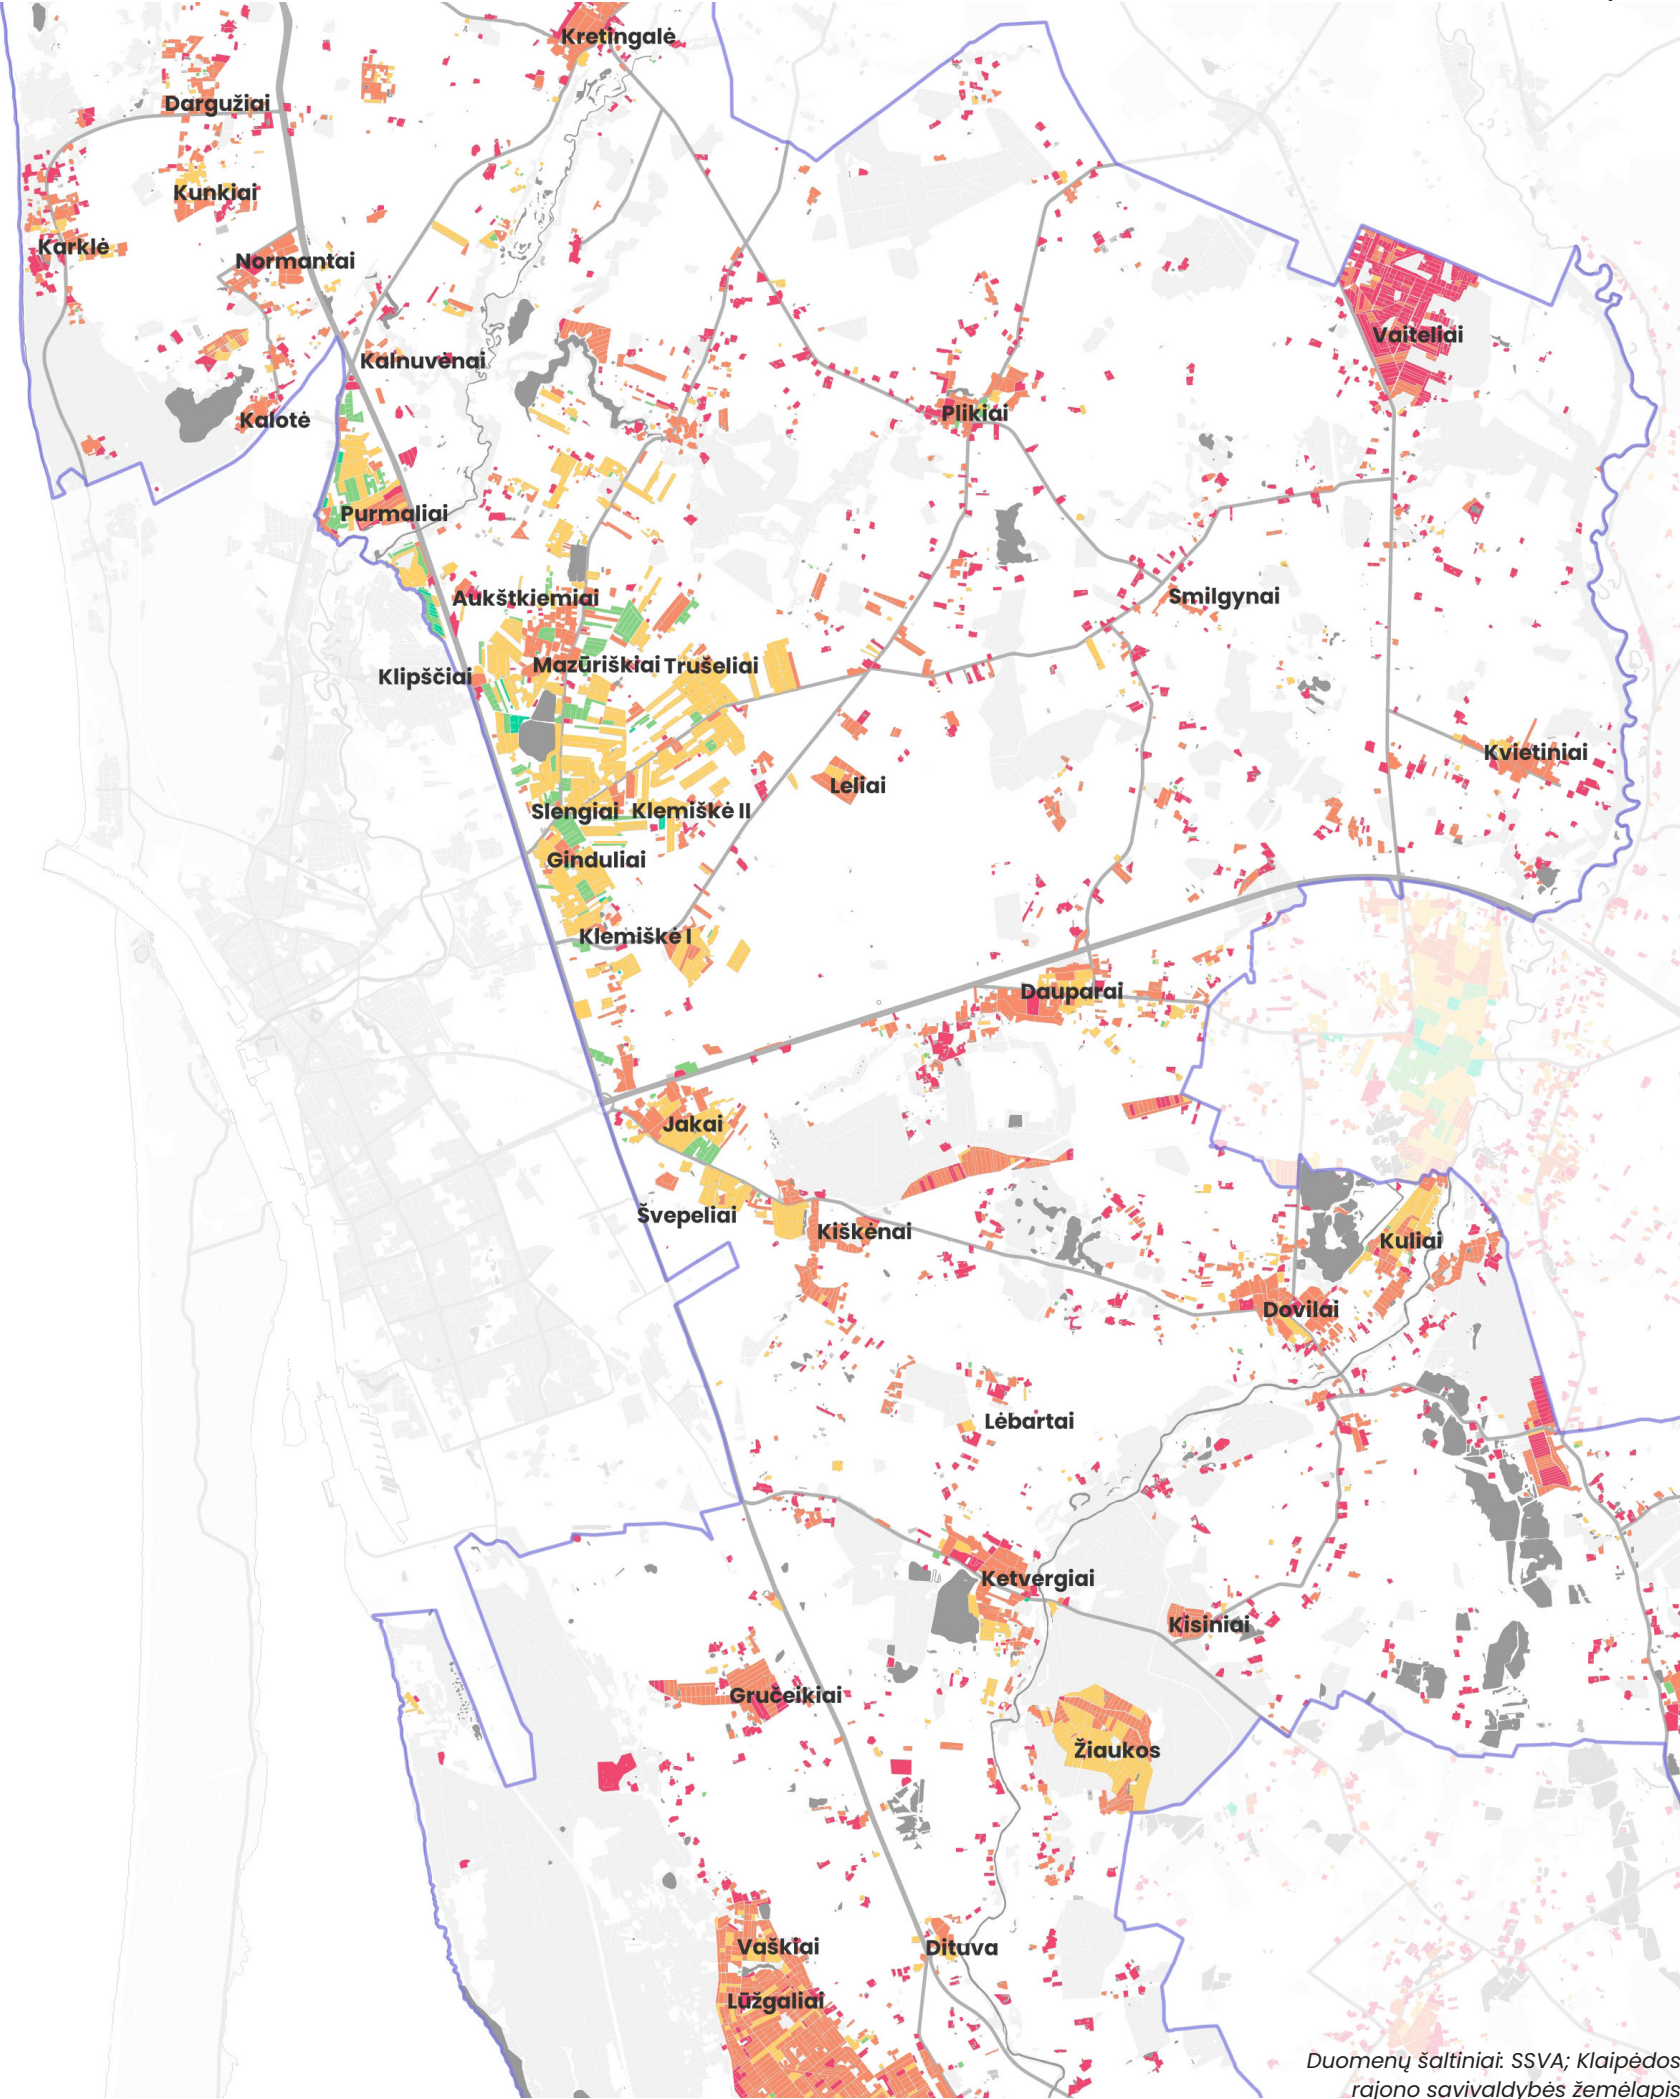 Kretingalė
Dargužiai
Kunkiai
Karklė
Normantai
Vaiteliai
Kalnuvėnai
Kalotė
Plikiai
Purmaliai
Aukštkiemiai
Smilgynai
Mazūriškiai
Trušeliai
Klipščiai
Kvietiniai
Leliai
Slengiai
Klemiškė II
Ginduliai
Klemiškė I
Dauparai
Jakai
Švepeliai
Kiškėnai
Kuliai
Dovilai
Lėbartai
Ketvergiai
Kisiniai
Gručeikiai
Žiaukos
Vaškiai
Dituva
Lūžgaliai
Duomenų šaltiniai: SSVA; Klaipėdos
rajono savivaldybės žemėlapis